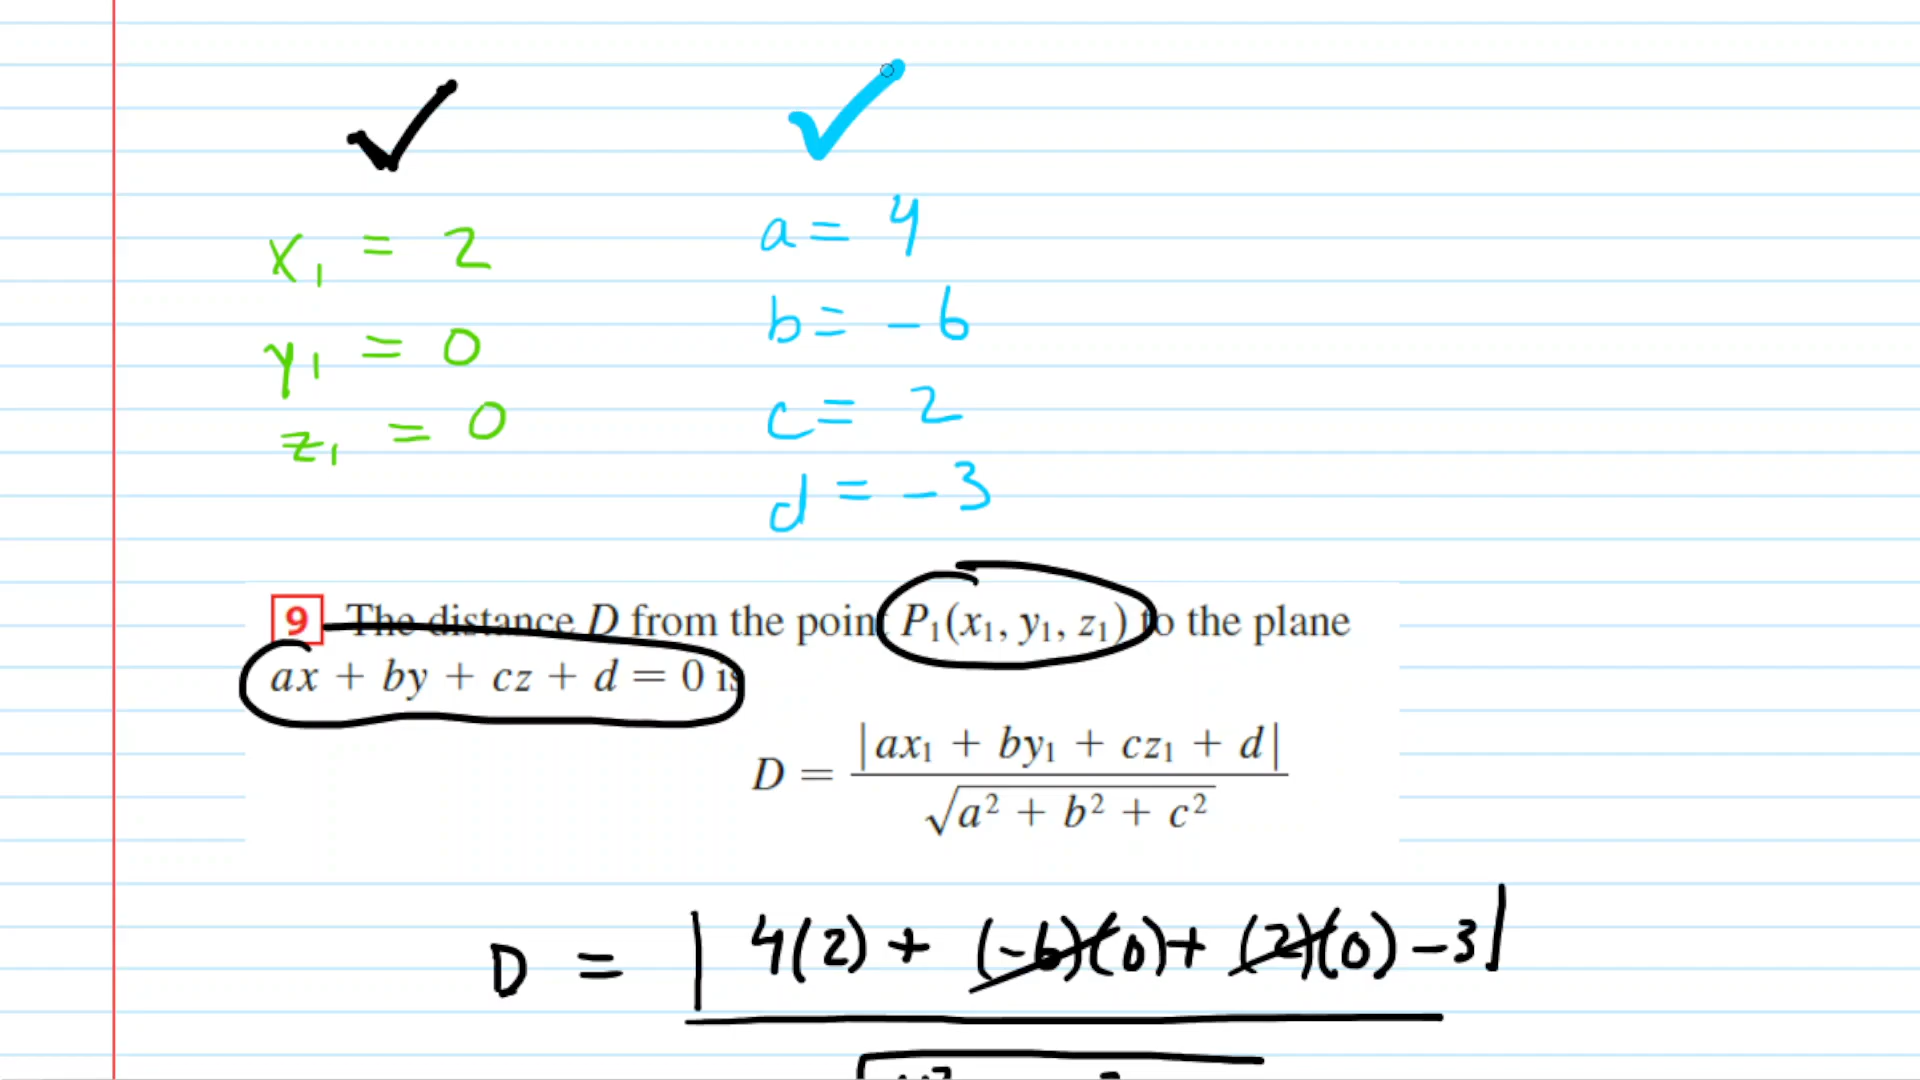 x₁ = 2
y₁ = 0
z₁ = 0
a = 4
b = -6
c = 2
d = -3
9 The distance D from the point P₁(x₁, y₁, z₁) to the plane
ax + by + cz + d = 0 is
D = |ax₁ + by₁ + cz₁ + d| / √(a² + b² + c²)
D = | 4(2) + (-6)(0) + (2)(0) - 3 |